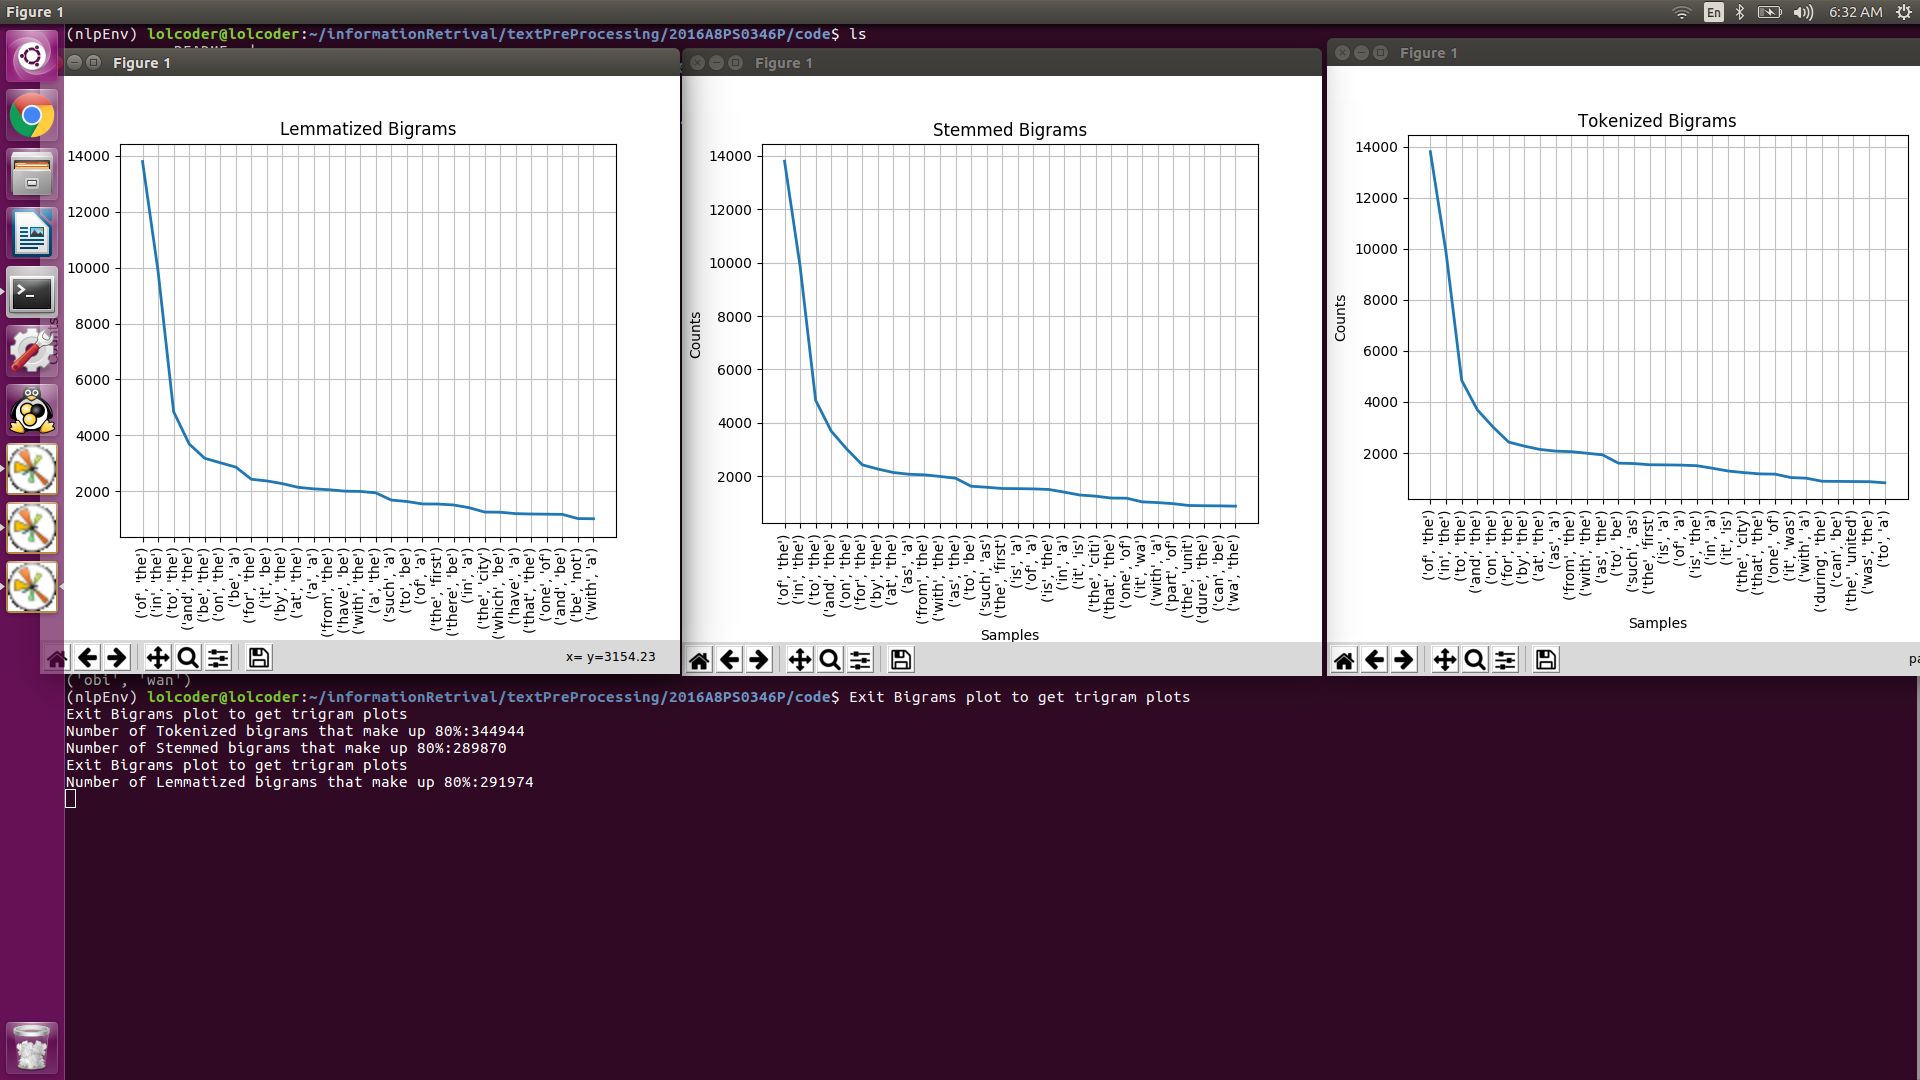 Figure 1
En
6:32 AM
(nlpEnv) lolcoder@lolcoder:~/informationRetrival/textPreProcessing/2016A8PS0346P/code$ ls
Figure 1
Lemmatized Bigrams
14000
12000
10000
8000
6000
4000
2000
('of', 'the')
('in', 'the')
('to', 'the')
('and', 'the')
('be', 'the')
('on', 'the')
('be', 'a')
('for', 'the')
('it', 'be')
('by', 'the')
('at', 'the')
('a', 'a')
('from', 'the')
('have', 'be')
('with', 'the')
('a', 'the')
('such', 'a')
('to', 'be')
('of', 'a')
('the', 'first')
('there', 'be')
('in', 'a')
('the', 'city')
('which', 'be')
('have', 'a')
('that', 'the')
('one', 'of')
('and', 'be')
('be', 'not')
('with', 'a')
x= y=3154.23
Figure 1
Stemmed Bigrams
Counts
14000
12000
10000
8000
6000
4000
2000
('of', 'the')
('in', 'the')
('to', 'the')
('and', 'the')
('on', 'the')
('for', 'the')
('by', 'the')
('at', 'the')
('as', 'a')
('from', 'the')
('with', 'the')
('as', 'the')
('to', 'be')
('such', 'as')
('the', 'first')
('is', 'a')
('of', 'a')
('is', 'the')
('in', 'a')
('it', 'is')
('the', 'citi')
('that', 'the')
('one', 'of')
('it', 'wa')
('with', 'a')
('part', 'of')
('the', 'unit')
('dure', 'the')
('can', 'be')
('wa', 'the')
Samples
Figure 1
Tokenized Bigrams
Counts
14000
12000
10000
8000
6000
4000
2000
('of', 'the')
('in', 'the')
('to', 'the')
('and', 'the')
('on', 'the')
('for', 'the')
('by', 'the')
('at', 'the')
('as', 'a')
('from', 'the')
('with', 'the')
('as', 'the')
('to', 'be')
('such', 'as')
('the', 'first')
('is', 'a')
('of', 'a')
('is', 'the')
('in', 'a')
('it', 'is')
('the', 'city')
('that', 'the')
('one', 'of')
('it', 'was')
('with', 'a')
('during', 'the')
('can', 'be')
('the', 'united')
('was', 'the')
('to', 'a')
Samples
pa
('obi', 'wan')
(nlpEnv) lolcoder@lolcoder:~/informationRetrival/textPreProcessing/2016A8PS0346P/code$ Exit Bigrams plot to get trigram plots
Exit Bigrams plot to get trigram plots
Number of Tokenized bigrams that make up 80%:344944
Number of Stemmed bigrams that make up 80%:289870
Exit Bigrams plot to get trigram plots
Number of Lemmatized bigrams that make up 80%:291974